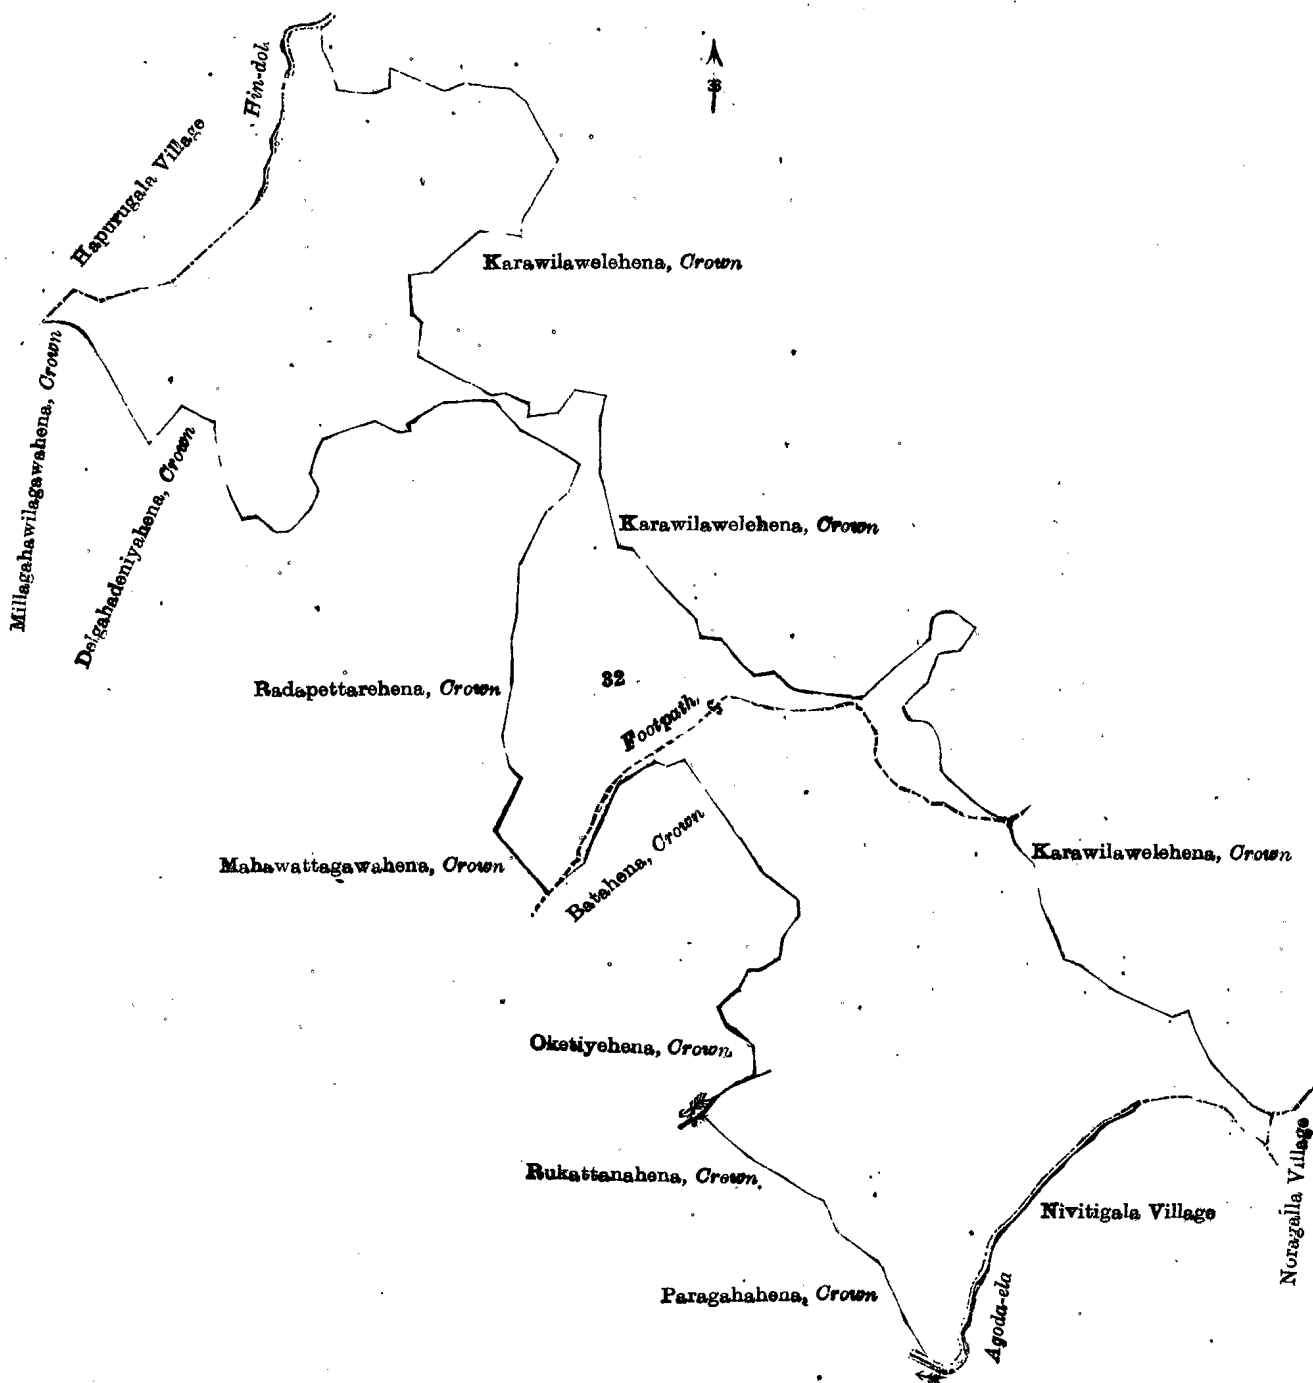 Hin-dol.
Hapurugala Village
Karawilawelehena, Crown
Millagahawilagawahena, Crown
Delgahadeniyahena, Crown
Karawilawelehena, Crown
Radapettarehena, Crown
32
Footpath
Mahawattagawahena, Crown
Batahena, Crown
Karawilawelehena, Crown
Oketiyehena, Crown.
Rukattanahena, Crown.
Nivitigala Village
Noragalla Village
Paragahahena, Crown
Agoda-ela